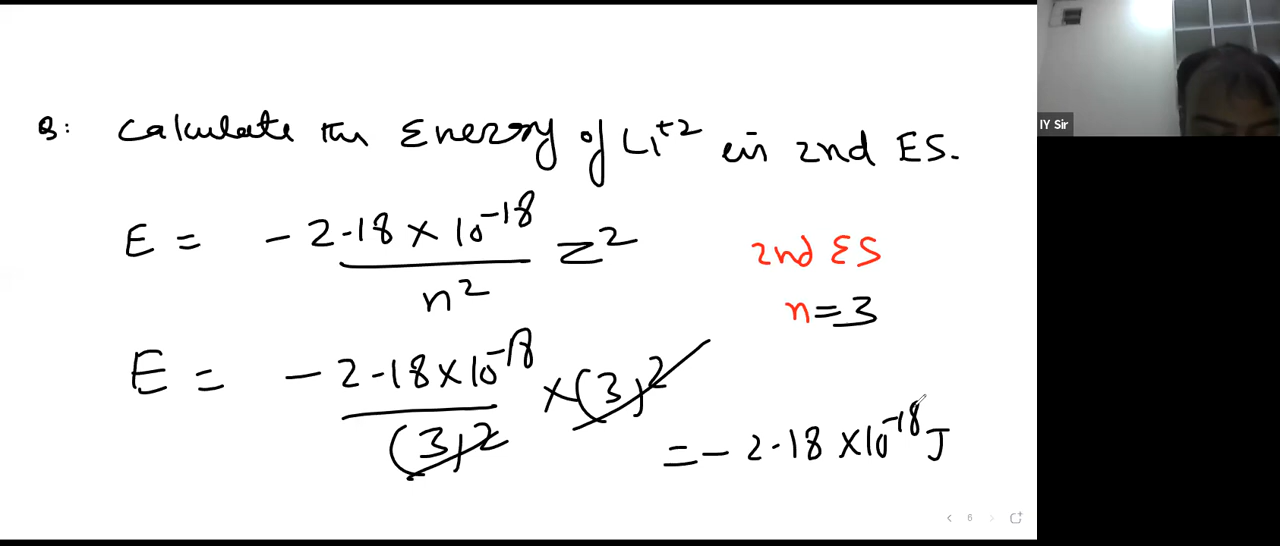 Q: Calculate the Energy of Li+2 in 2nd ES.
E = - 2.18 × 10^-18 / n^2 Z^2
2nd ES
n = 3
E = - 2.18 × 10^-18 / (3)^2 × (3)^2
= - 2.18 × 10^-18 J
IY Sir
6